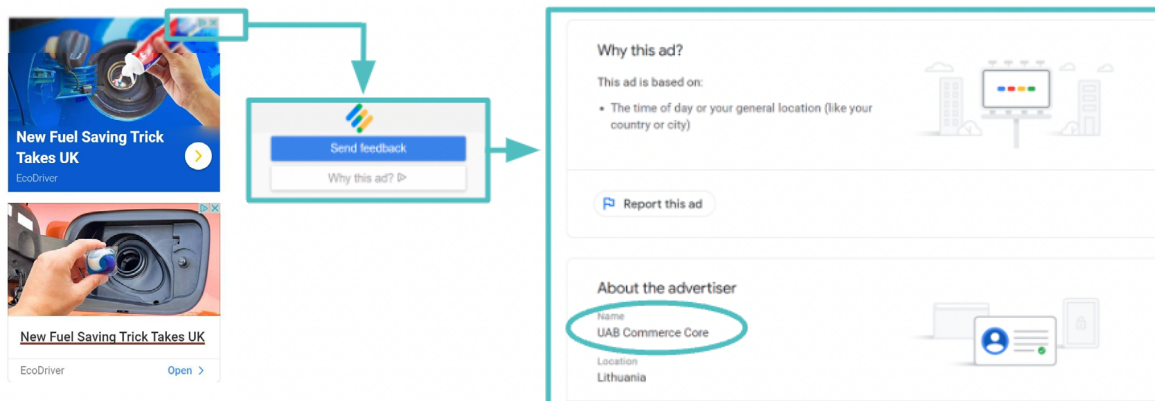 New Fuel Saving Trick
Takes UK
EcoDriver
New Fuel Saving Trick Takes UK
EcoDriver
Open
Send feedback
Why this ad?
Why this ad?
This ad is based on:
• The time of day or your general location (like your
country or city)
Report this ad
About the advertiser
Name
UAB Commerce Core
Location
Lithuania